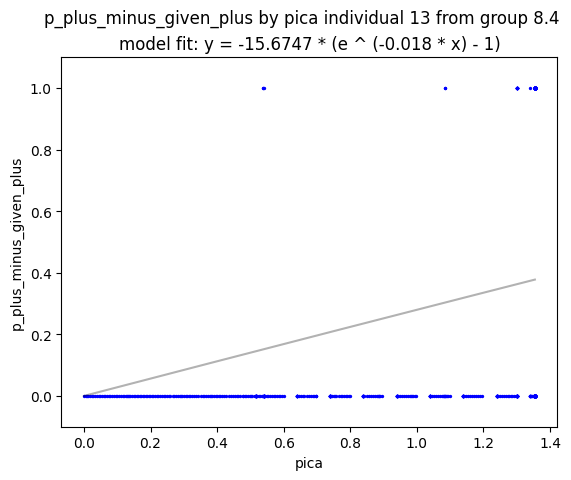 p_plus_minus_given_plus by pica individual 13 from group 8.4
model fit: y = -15.6747 * (e ^ (-0.018 * x) - 1)
1.0
0.8
0.6
0.4
0.2
0.0
p_plus_minus_given_plus
0.0 0.2 0.4 0.6 0.8 1.0 1.2 1.4
pica